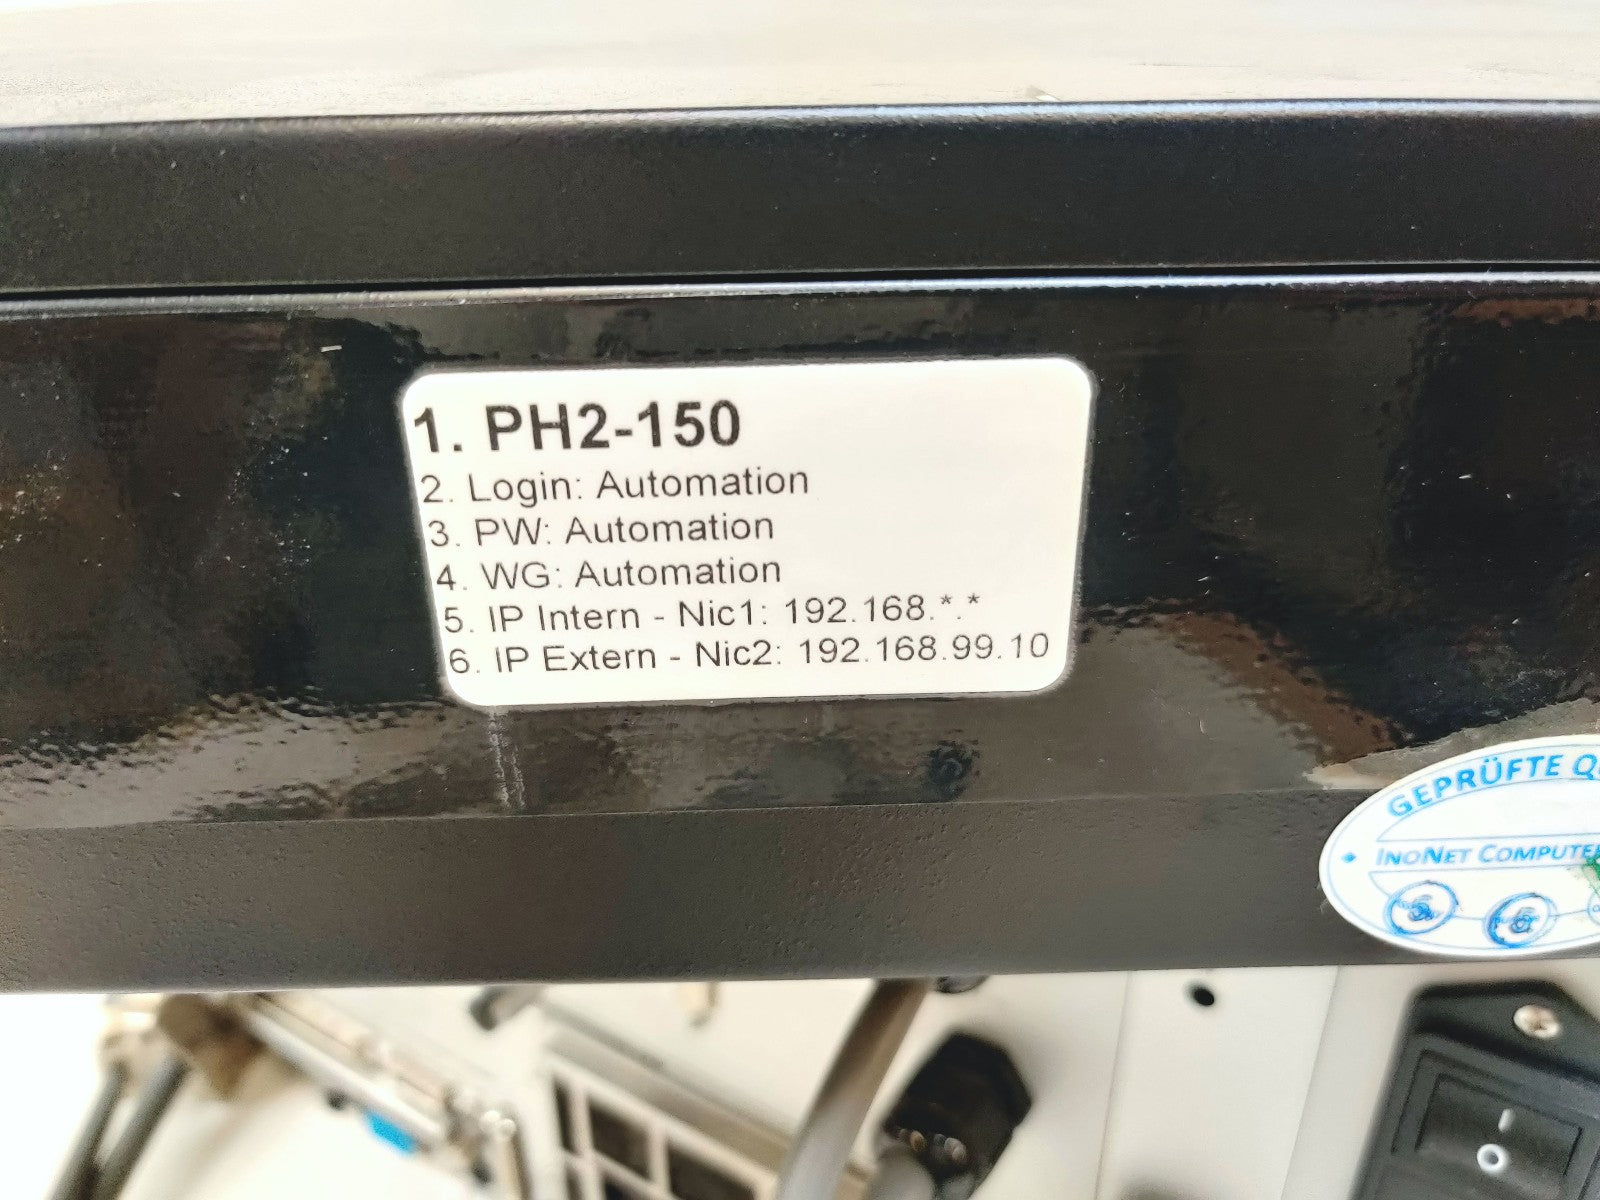 1. PH2-150
2. Login: Automation
3. PW: Automation
4. WG: Automation
5. IP Intern - Nic1: 192.168.*.*
6. IP Extern - Nic2: 192.168.99.10
GEPRÜFTE
INONET COMPUTER